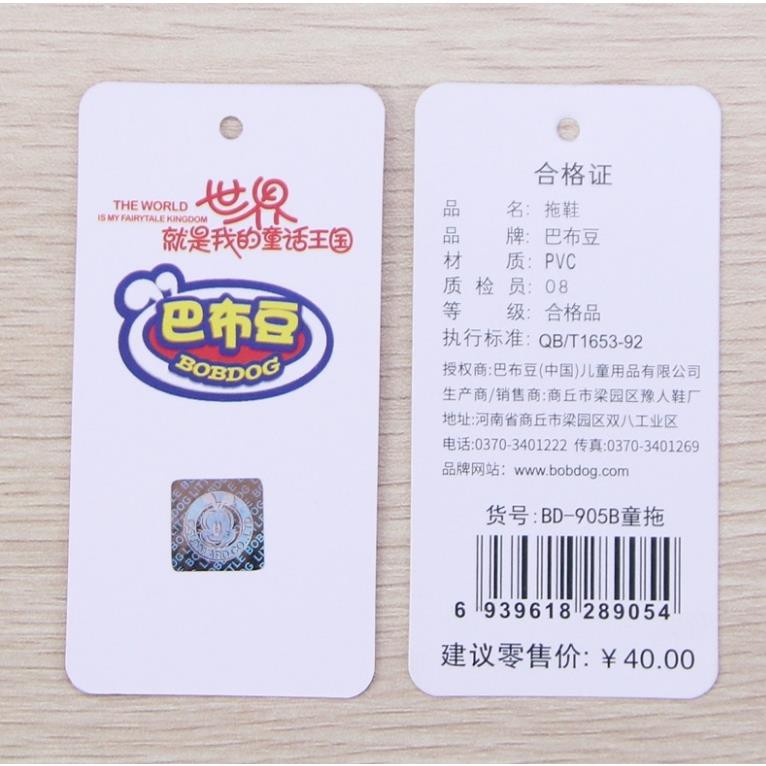 THE WORLD
IS MY FAIRYTALE KINGDOM
世界
就是我的童话王国
巴布豆
BOBDOG
合格证
品 名: 拖鞋
品 牌: 巴布豆
材 质: PVC
质 检 员: 08
等 级: 合格品
执行标准: QB/T1653-92
授权商:巴布豆(中国)儿童用品有限公司
生产商/销售商:商丘市梁园区豫人鞋厂
地址:河南省商丘市梁园区双八工业区
电话:0370-3401222 传真:0370-3401269
品牌网站: www.bobdog.com
货号:BD-905B童拖
6 939618 289054
建议零售价: ¥40.00